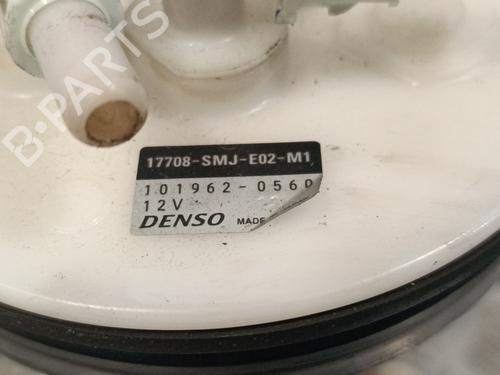 B-PARTS
17708-SMJ-E02-M1
101962-0560
12V
DENSO MADE